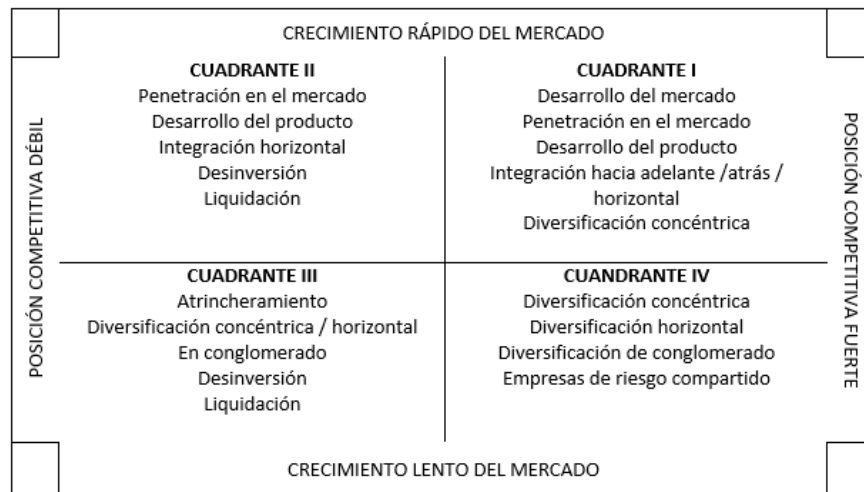 CRECIMIENTO RÁPIDO DEL MERCADO
POSICIÓN COMPETITIVA DÉBIL
CUADRANTE II
Penetración en el mercado
Desarrollo del producto
Integración horizontal
Desinversión
Liquidación
CUADRANTE I
Desarrollo del mercado
Penetración en el mercado
Desarrollo del producto
Integración hacia adelante /atrás /
horizontal
Diversificación concéntrica
POSICIÓN COMPETITIVA FUERTE
CUADRANTE III
Atrincheramiento
Diversificación concéntrica / horizontal
En conglomerado
Desinversión
Liquidación
CUANDRANTE IV
Diversificación concéntrica
Diversificación horizontal
Diversificación de conglomerado
Empresas de riesgo compartido
CRECIMIENTO LENTO DEL MERCADO